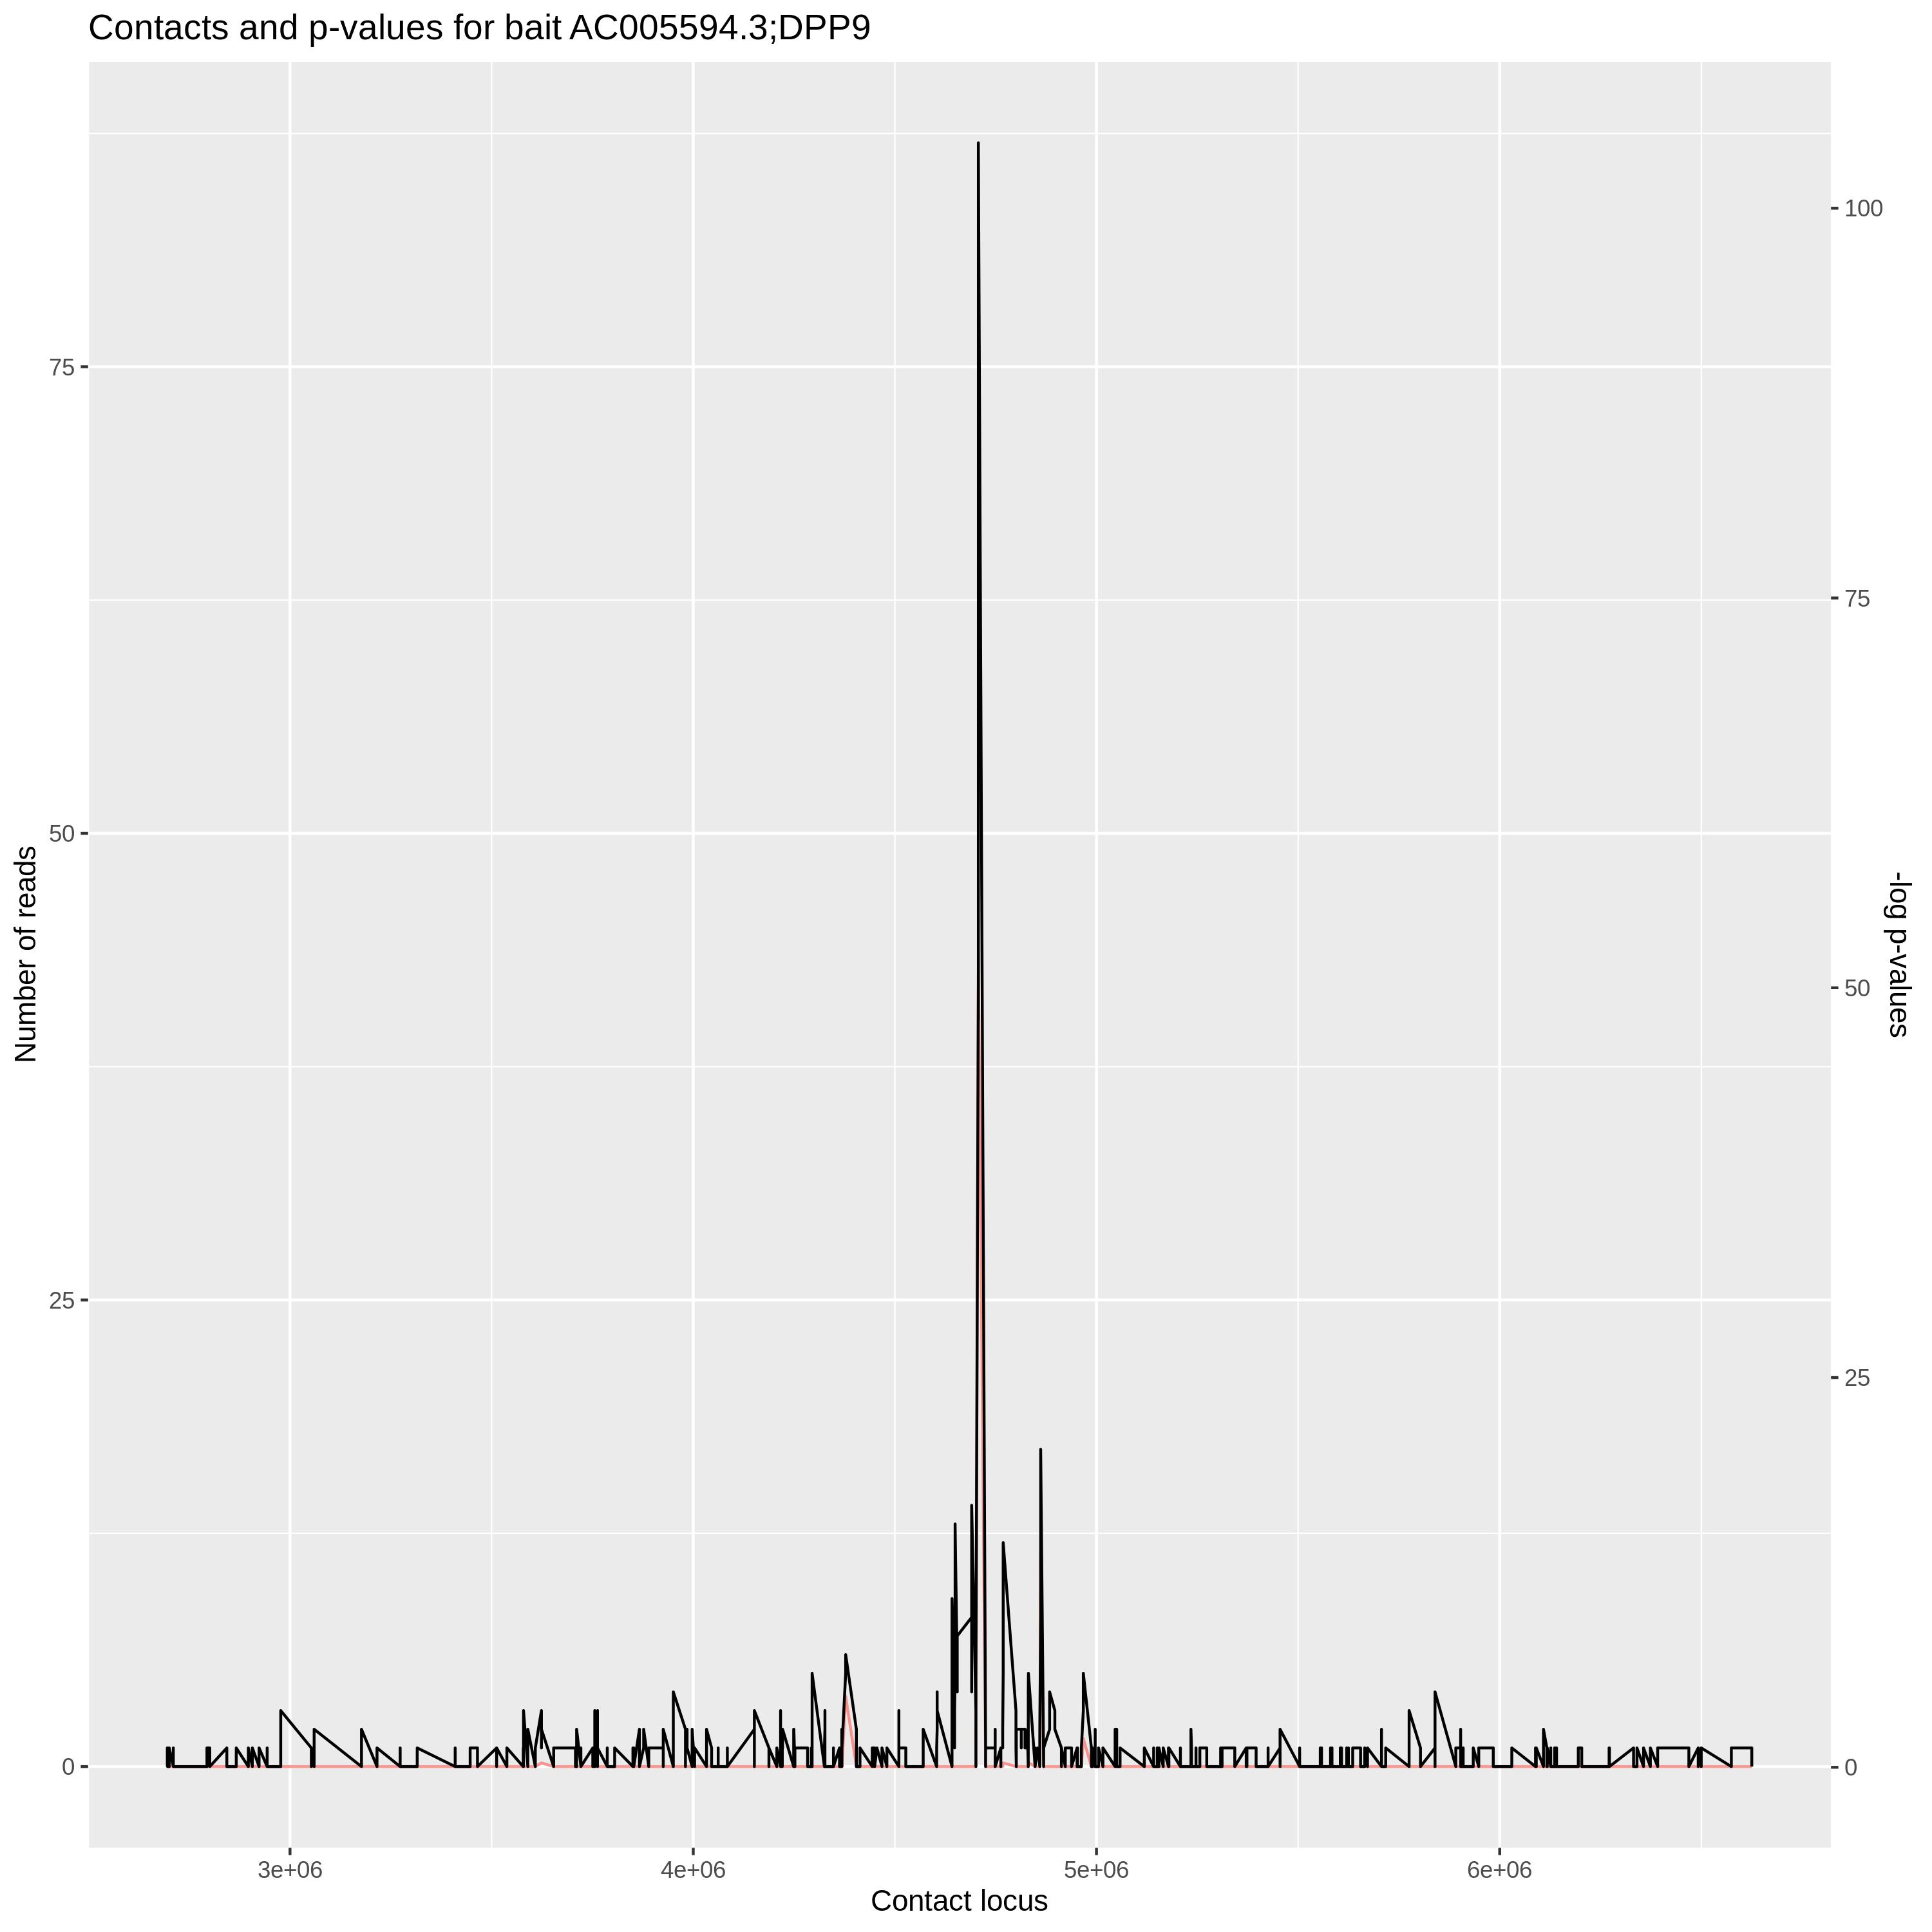 Contacts and p-values for bait AC005594.3;DPP9
75
50
25
0
Number of reads
100
75
50
25
0
-log p-values
3e+06
4e+06
5e+06
6e+06
Contact locus